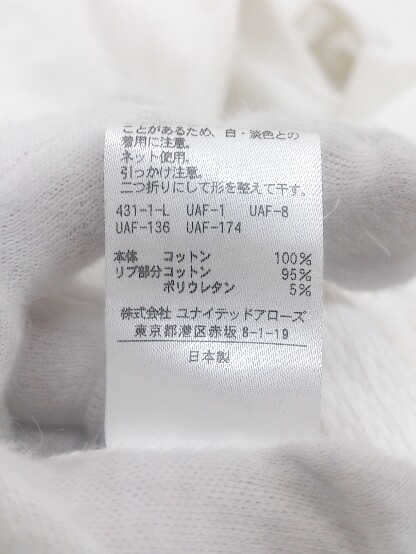 ことがあるため、白・淡色との
着用に注意。
ネット使用。
引っかけ注意。
二つ折りにして形を整えて干す。
431-1-L UAF-1 UAF-8
UAF-136 UAF-174
本体 コットン 100%
リブ部分コットン 95%
ポリウレタン 5%
株式会社 ユナイテッドアローズ
東京都港区赤坂8-1-19
日本製